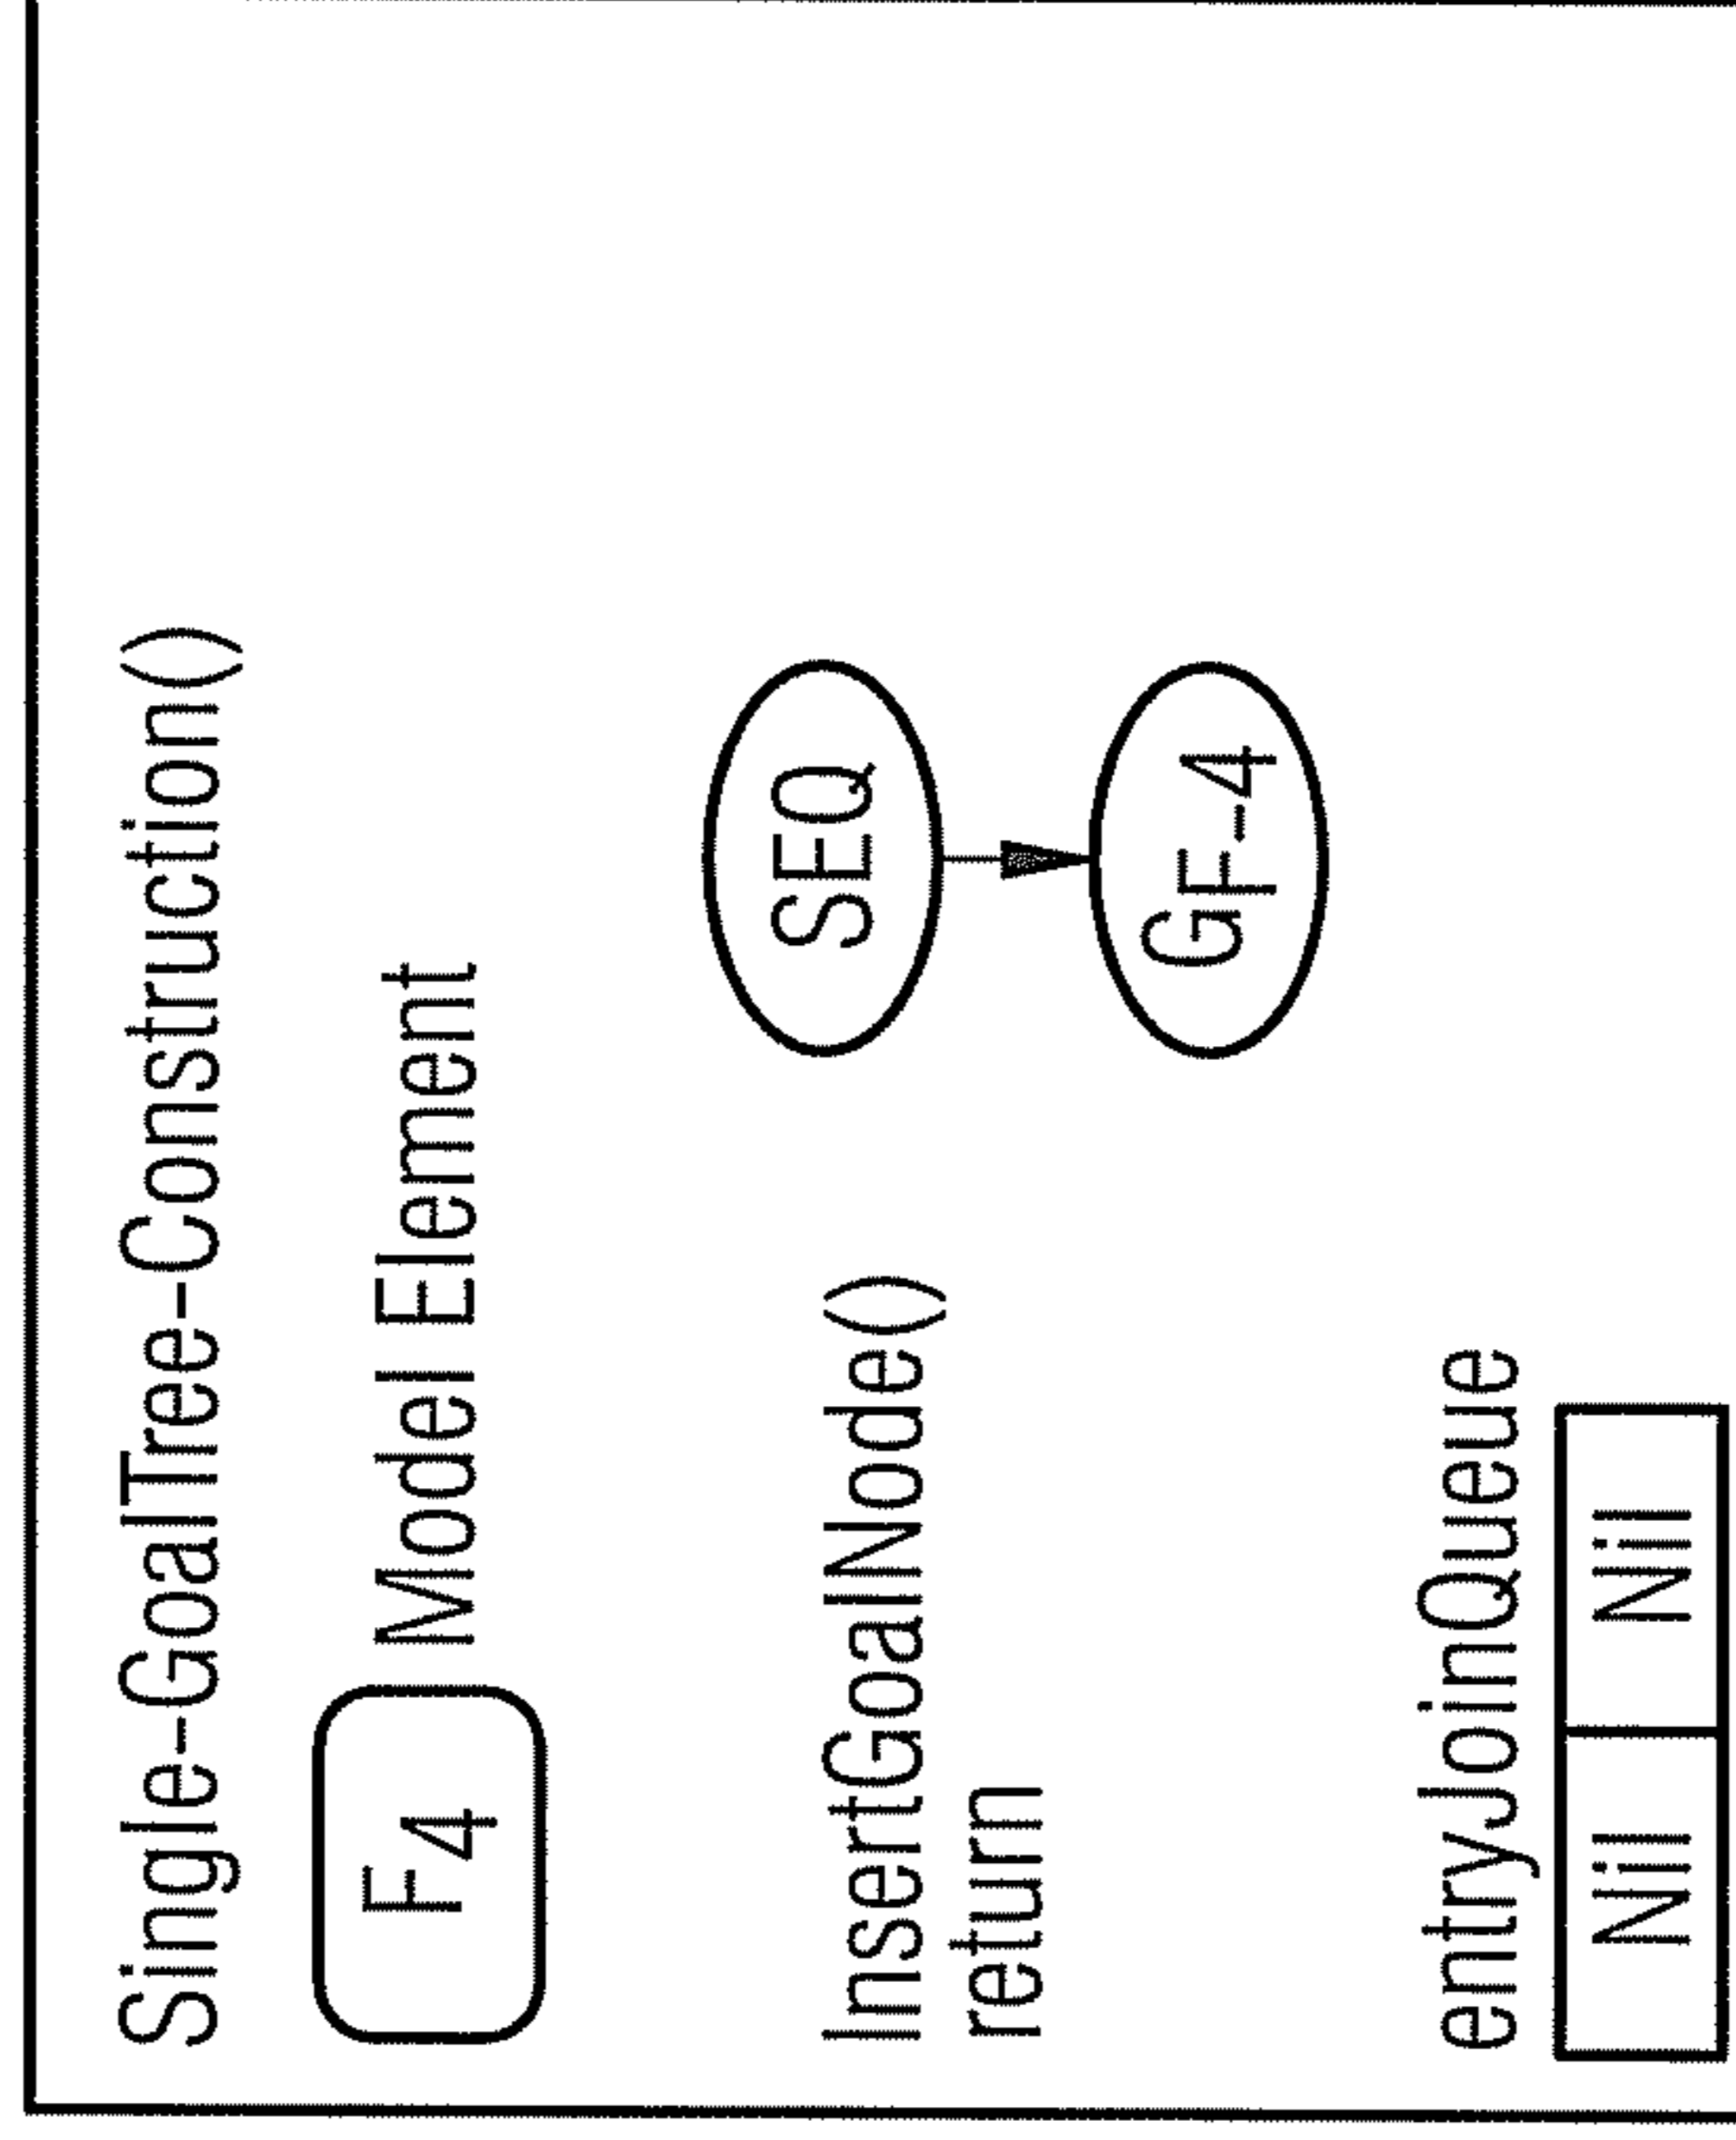 Single-GoalTree-Construction()
F4 Model Element
SEQ
InsertGoalNode()
return
GF-4
entryJoinQueue
Nil Nil